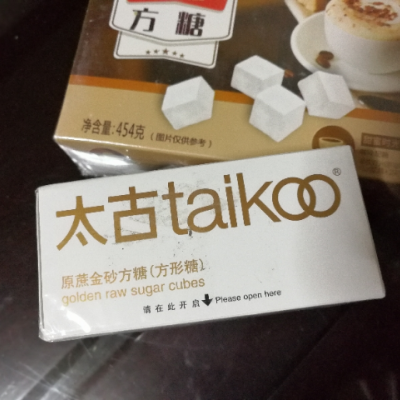 方糖
净含量:454克
(图片仅供参考)
太古taikoo®
原蔗金砂方糖(方形糖)
golden raw sugar cubes
请在此开启 Please open here